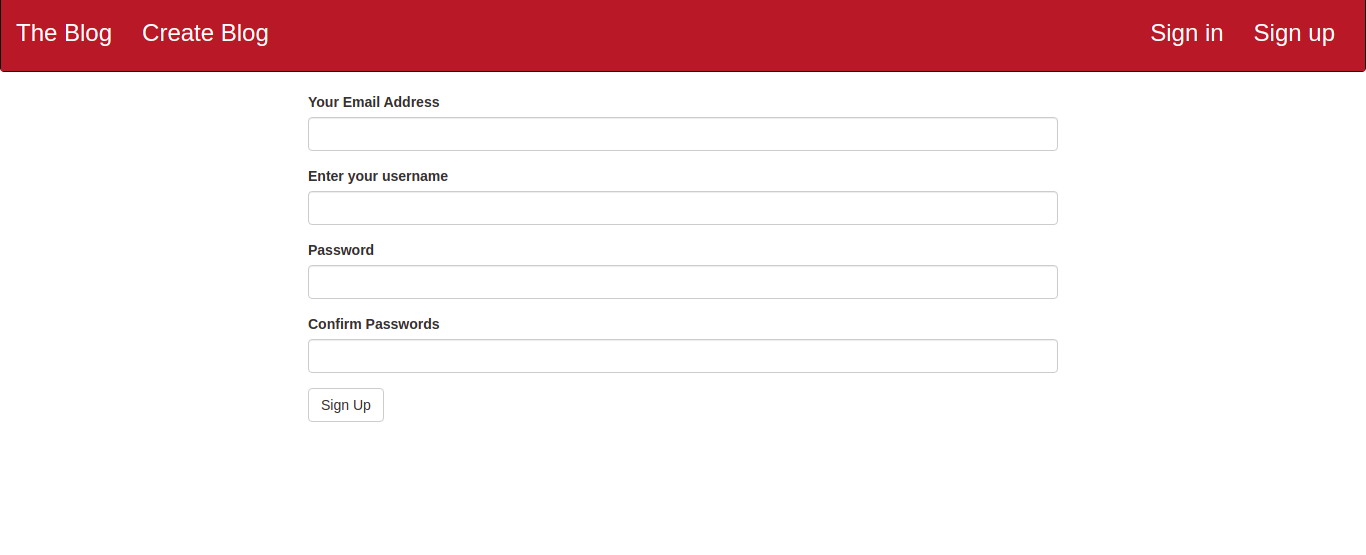 The Blog Create Blog Sign in Sign up
Your Email Address
Enter your username
Password
Confirm Passwords
Sign Up